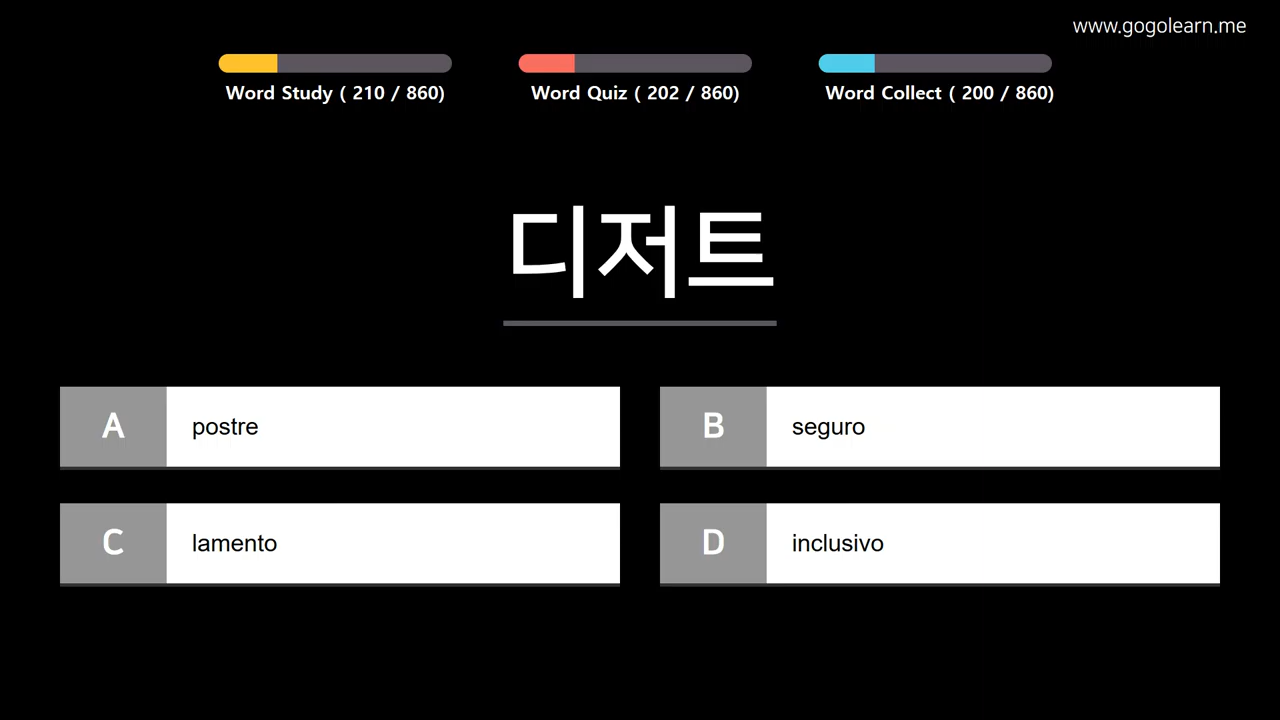 www.gogolearn.me
Word Study ( 210 / 860)
Word Quiz ( 202 / 860)
Word Collect ( 200 / 860)
디저트
A postre
B seguro
C lamento
D inclusivo